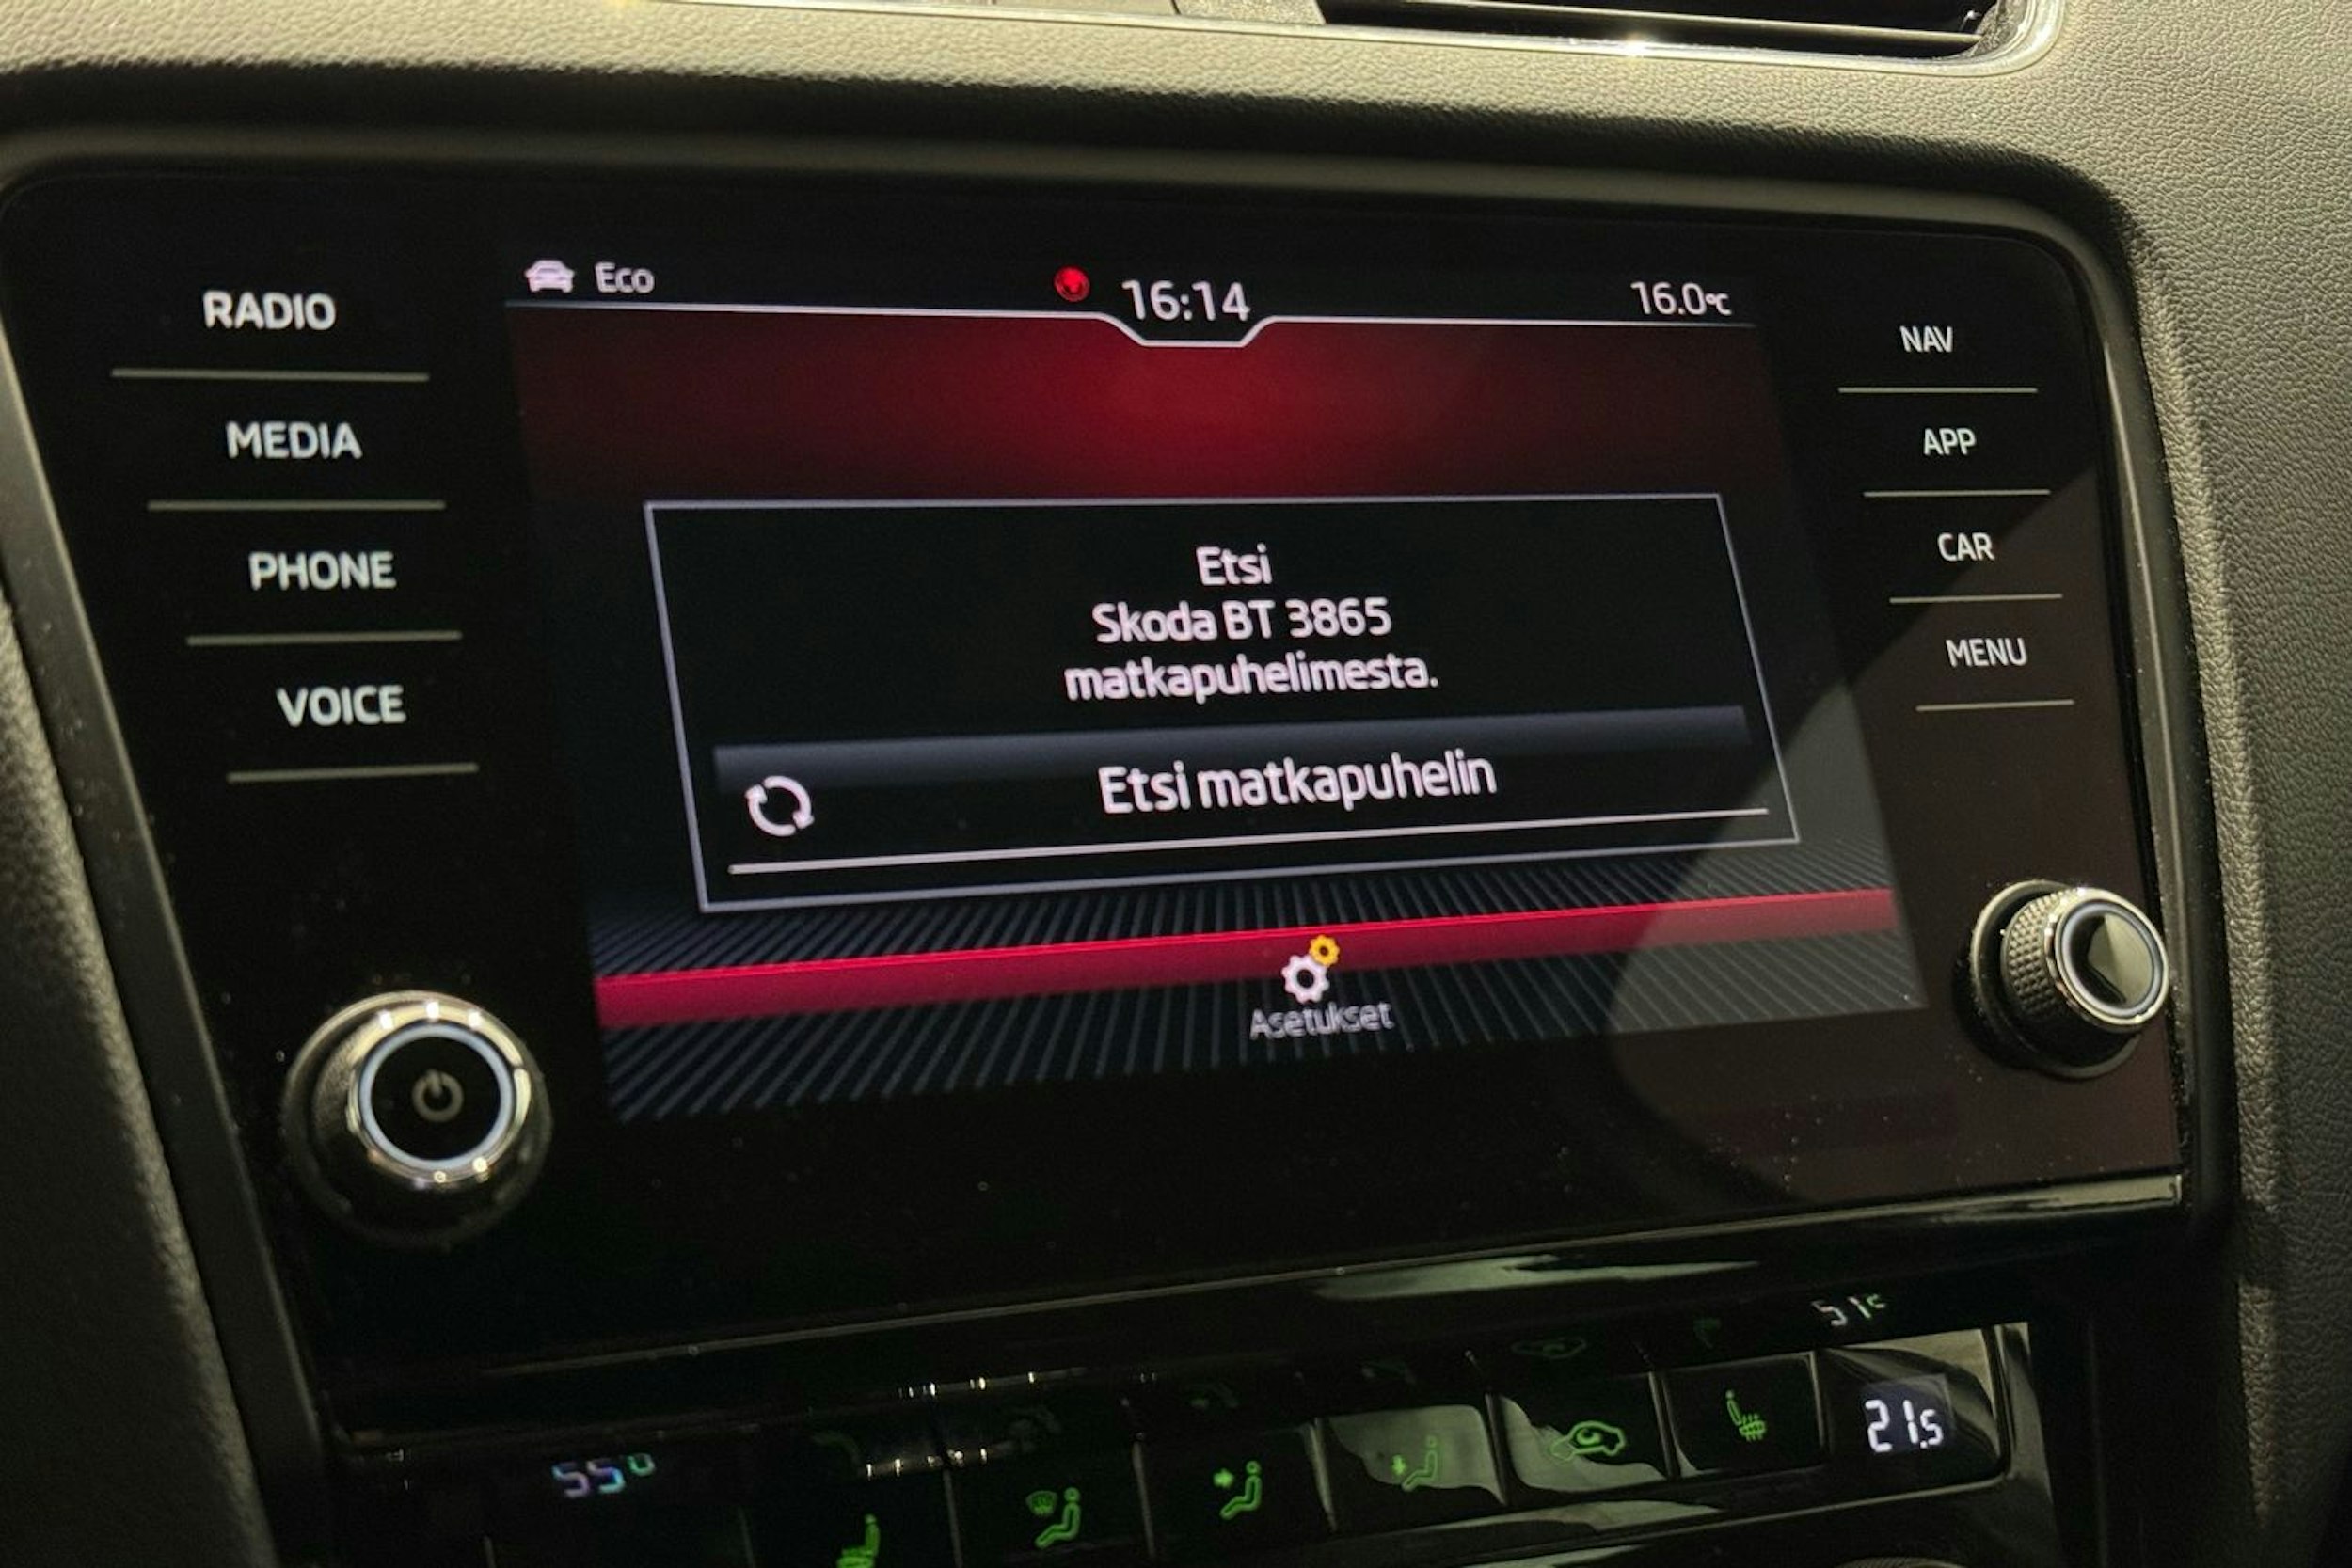 Eco
16:14
16.0°C
RADIO
MEDIA
PHONE
VOICE
NAV
APP
CAR
MENU
Etsi
Skoda BT 3865
matkapuhelimesta.
Etsi matkapuhelin
Asetukset
21.5